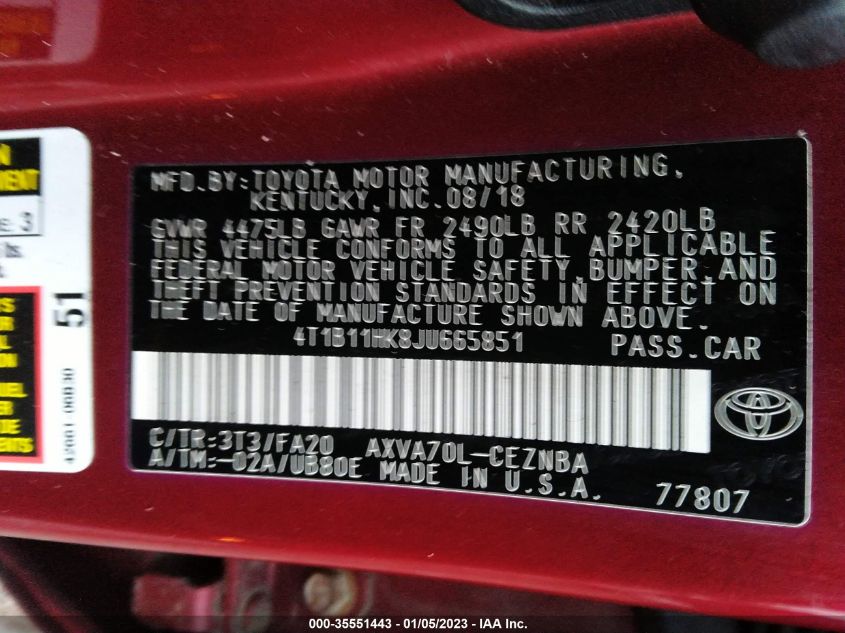 MFD. BY: TOYOTA MOTOR MANUFACTURING,
KENTUCKY, INC. 08/18
GVWR 4475LB GAWR FR 2490LB RR 2420LB
THIS VEHICLE CONFORMS TO ALL APPLICABLE
FEDERAL MOTOR VEHICLE SAFETY, BUMPER, AND
THEFT PREVENTION STANDARDS IN EFFECT ON
THE DATE OF MANUFACTURE SHOWN ABOVE.
4T1B11HK8JU665851 PASS. CAR
C/TR: 3T3/FA20 AXVA70L-CEZNBA
A/TM:-02A/UB80E MADE IN U.S.A. 77807
3
51
42661-06B30
000-35551443 - 01/05/2023 - IAA Inc.